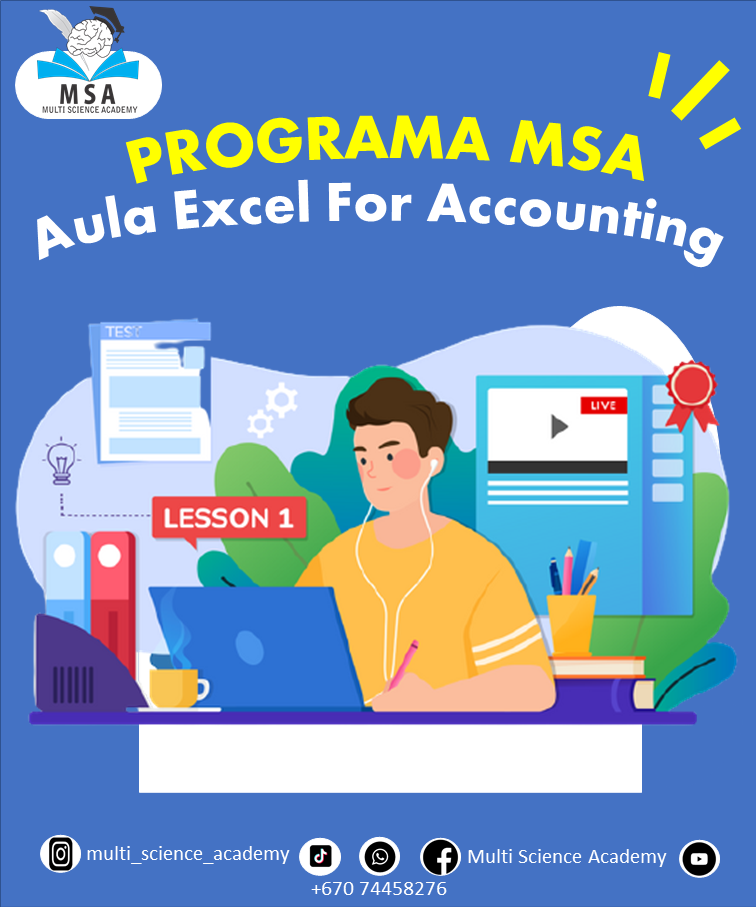 MSA
MULTI SCIENCE ACADEMY
PROGRAMA MSA
Aula Excel For Accounting
TEST
LIVE
LESSON 1
multi_science_academy
Multi Science Academy
+670 74458276